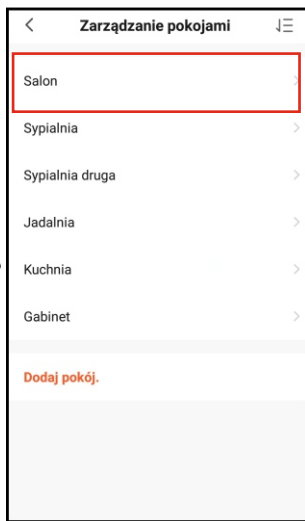 Zarządzanie pokojami
Salon
Sypialnia
Sypialnia druga
Jadalnia
Kuchnia
Gabinet
Dodaj pokój.